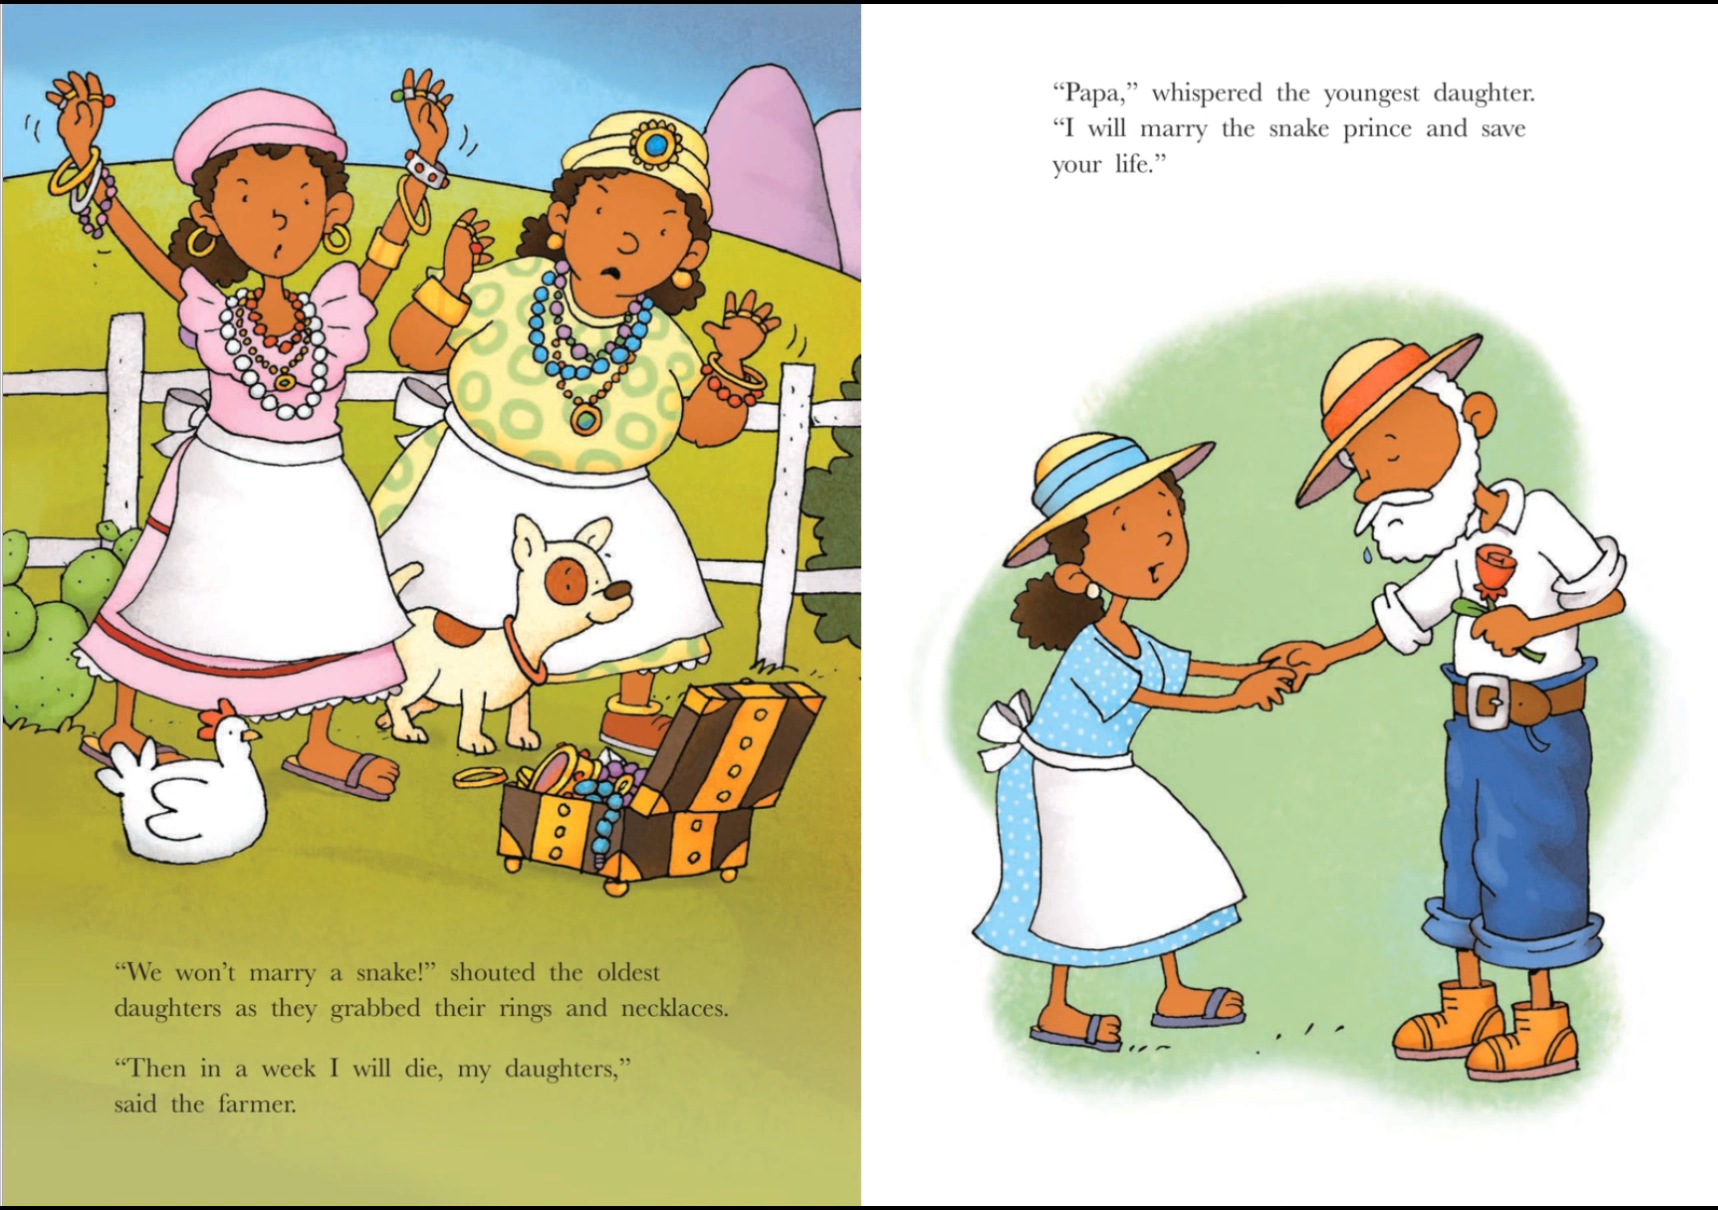 “We won’t marry a snake!” shouted the oldest
daughters as they grabbed their rings and necklaces.
“Then in a week I will die, my daughters,”
said the farmer.
“Papa,” whispered the youngest daughter.
“I will marry the snake prince and save
your life.”